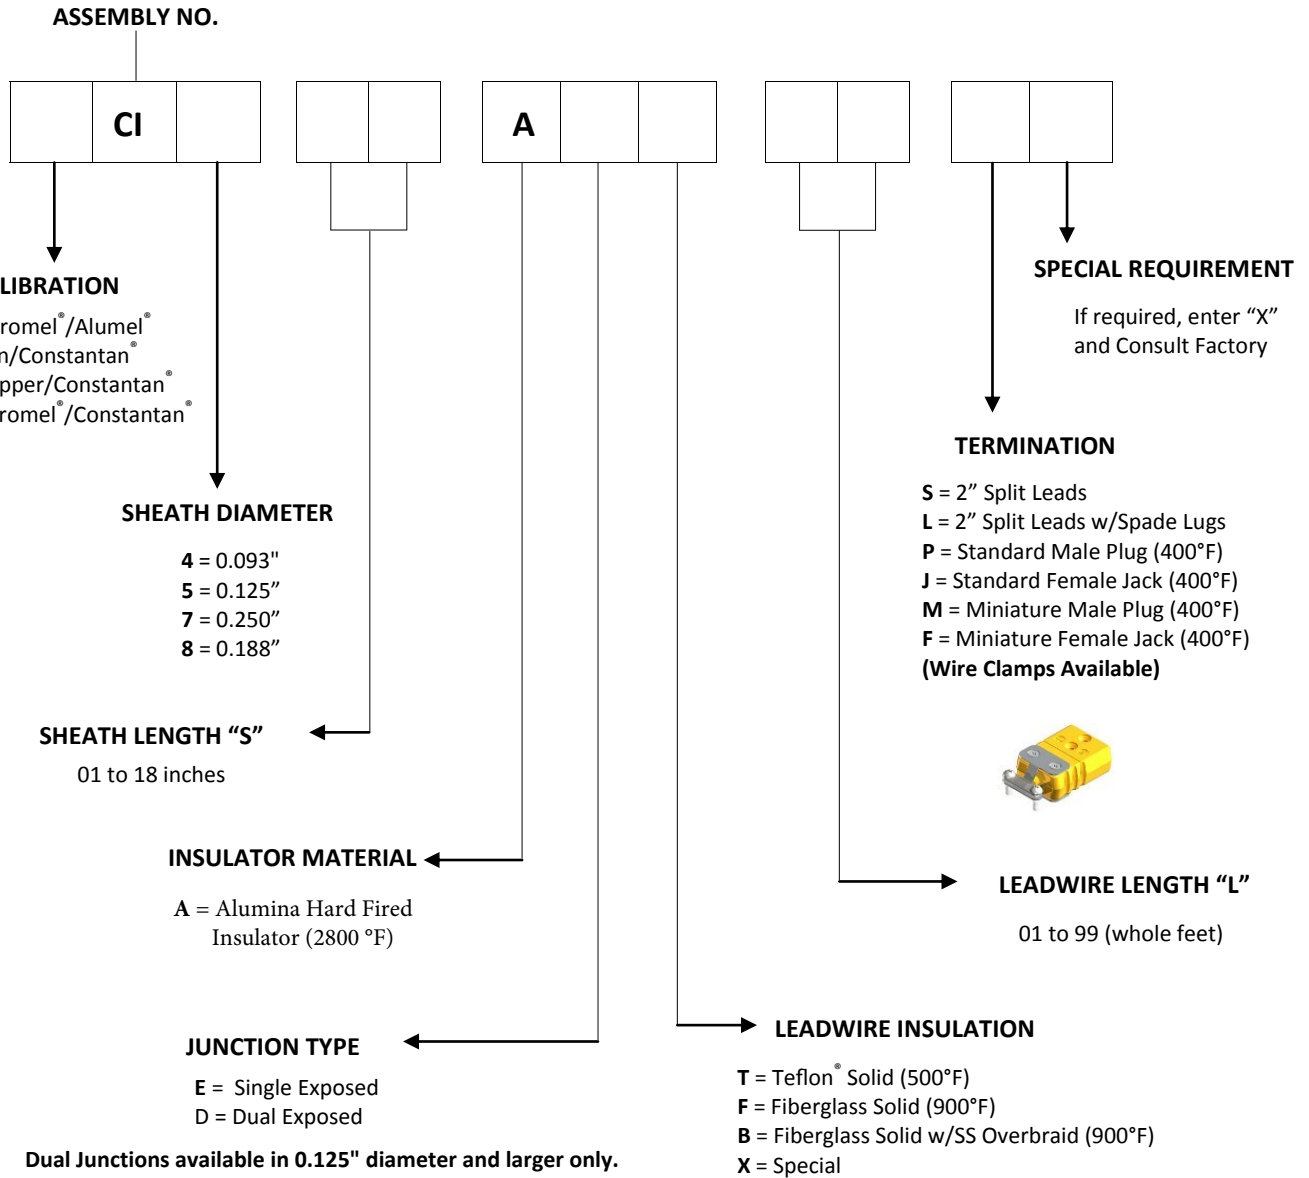 ASSEMBLY NO.
CI
A
LIBRATION
romel®/Alumel®
n/Constantan®
pper/Constantan®
romel®/Constantan®
SPECIAL REQUIREMENT
If required, enter “X”
and Consult Factory
TERMINATION
S = 2” Split Leads
L = 2” Split Leads w/Spade Lugs
P = Standard Male Plug (400°F)
J = Standard Female Jack (400°F)
M = Miniature Male Plug (400°F)
F = Miniature Female Jack (400°F)
(Wire Clamps Available)
SHEATH DIAMETER
4 = 0.093"
5 = 0.125”
7 = 0.250”
8 = 0.188”
SHEATH LENGTH “S”
01 to 18 inches
INSULATOR MATERIAL
A = Alumina Hard Fired
Insulator (2800 °F)
LEADWIRE LENGTH “L”
01 to 99 (whole feet)
JUNCTION TYPE
E = Single Exposed
D = Dual Exposed
Dual Junctions available in 0.125" diameter and larger only.
LEADWIRE INSULATION
T = Teflon® Solid (500°F)
F = Fiberglass Solid (900°F)
B = Fiberglass Solid w/SS Overbraid (900°F)
X = Special